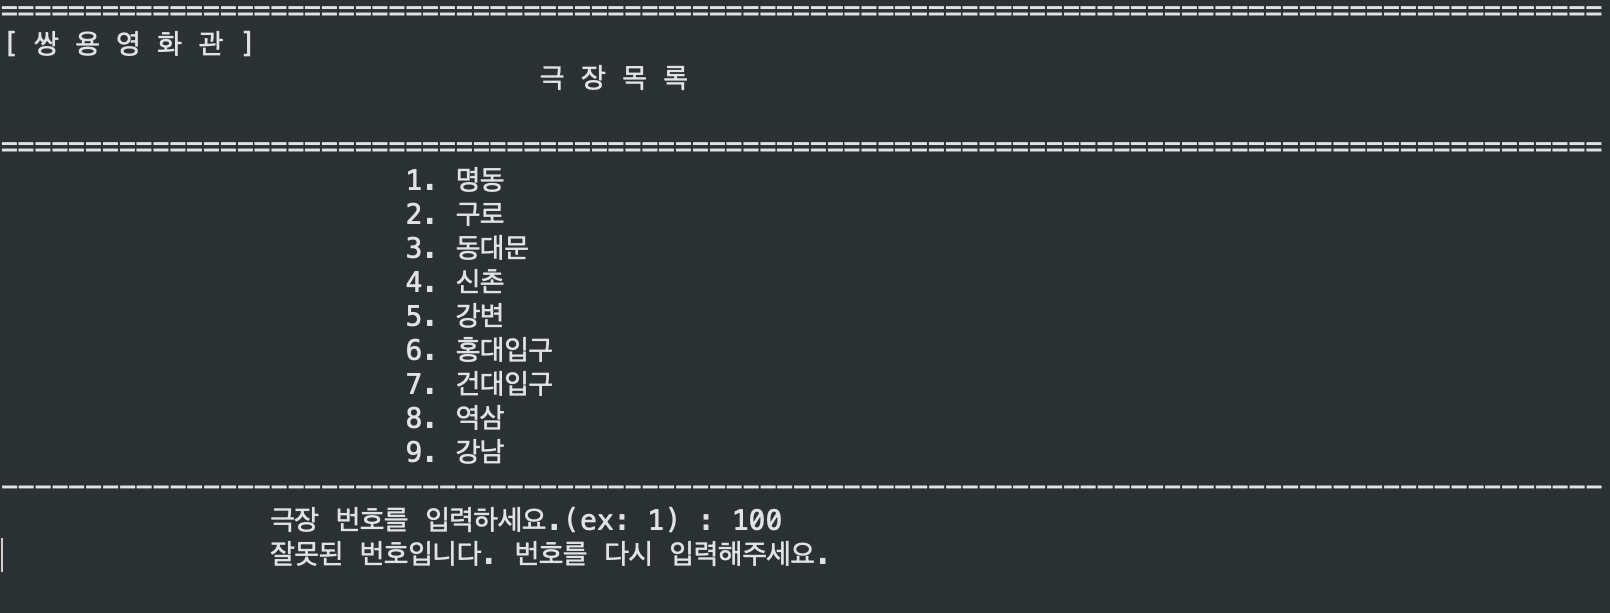 ===============================================================================================
[ 쌍 용 영 화 관 ]
극 장 목 록
===============================================================================================
1. 명동
2. 구로
3. 동대문
4. 신촌
5. 강변
6. 홍대입구
7. 건대입구
8. 역삼
9. 강남
-----------------------------------------------------------------------------------------------
극장 번호를 입력하세요.(ex: 1) : 100
잘못된 번호입니다. 번호를 다시 입력해주세요.